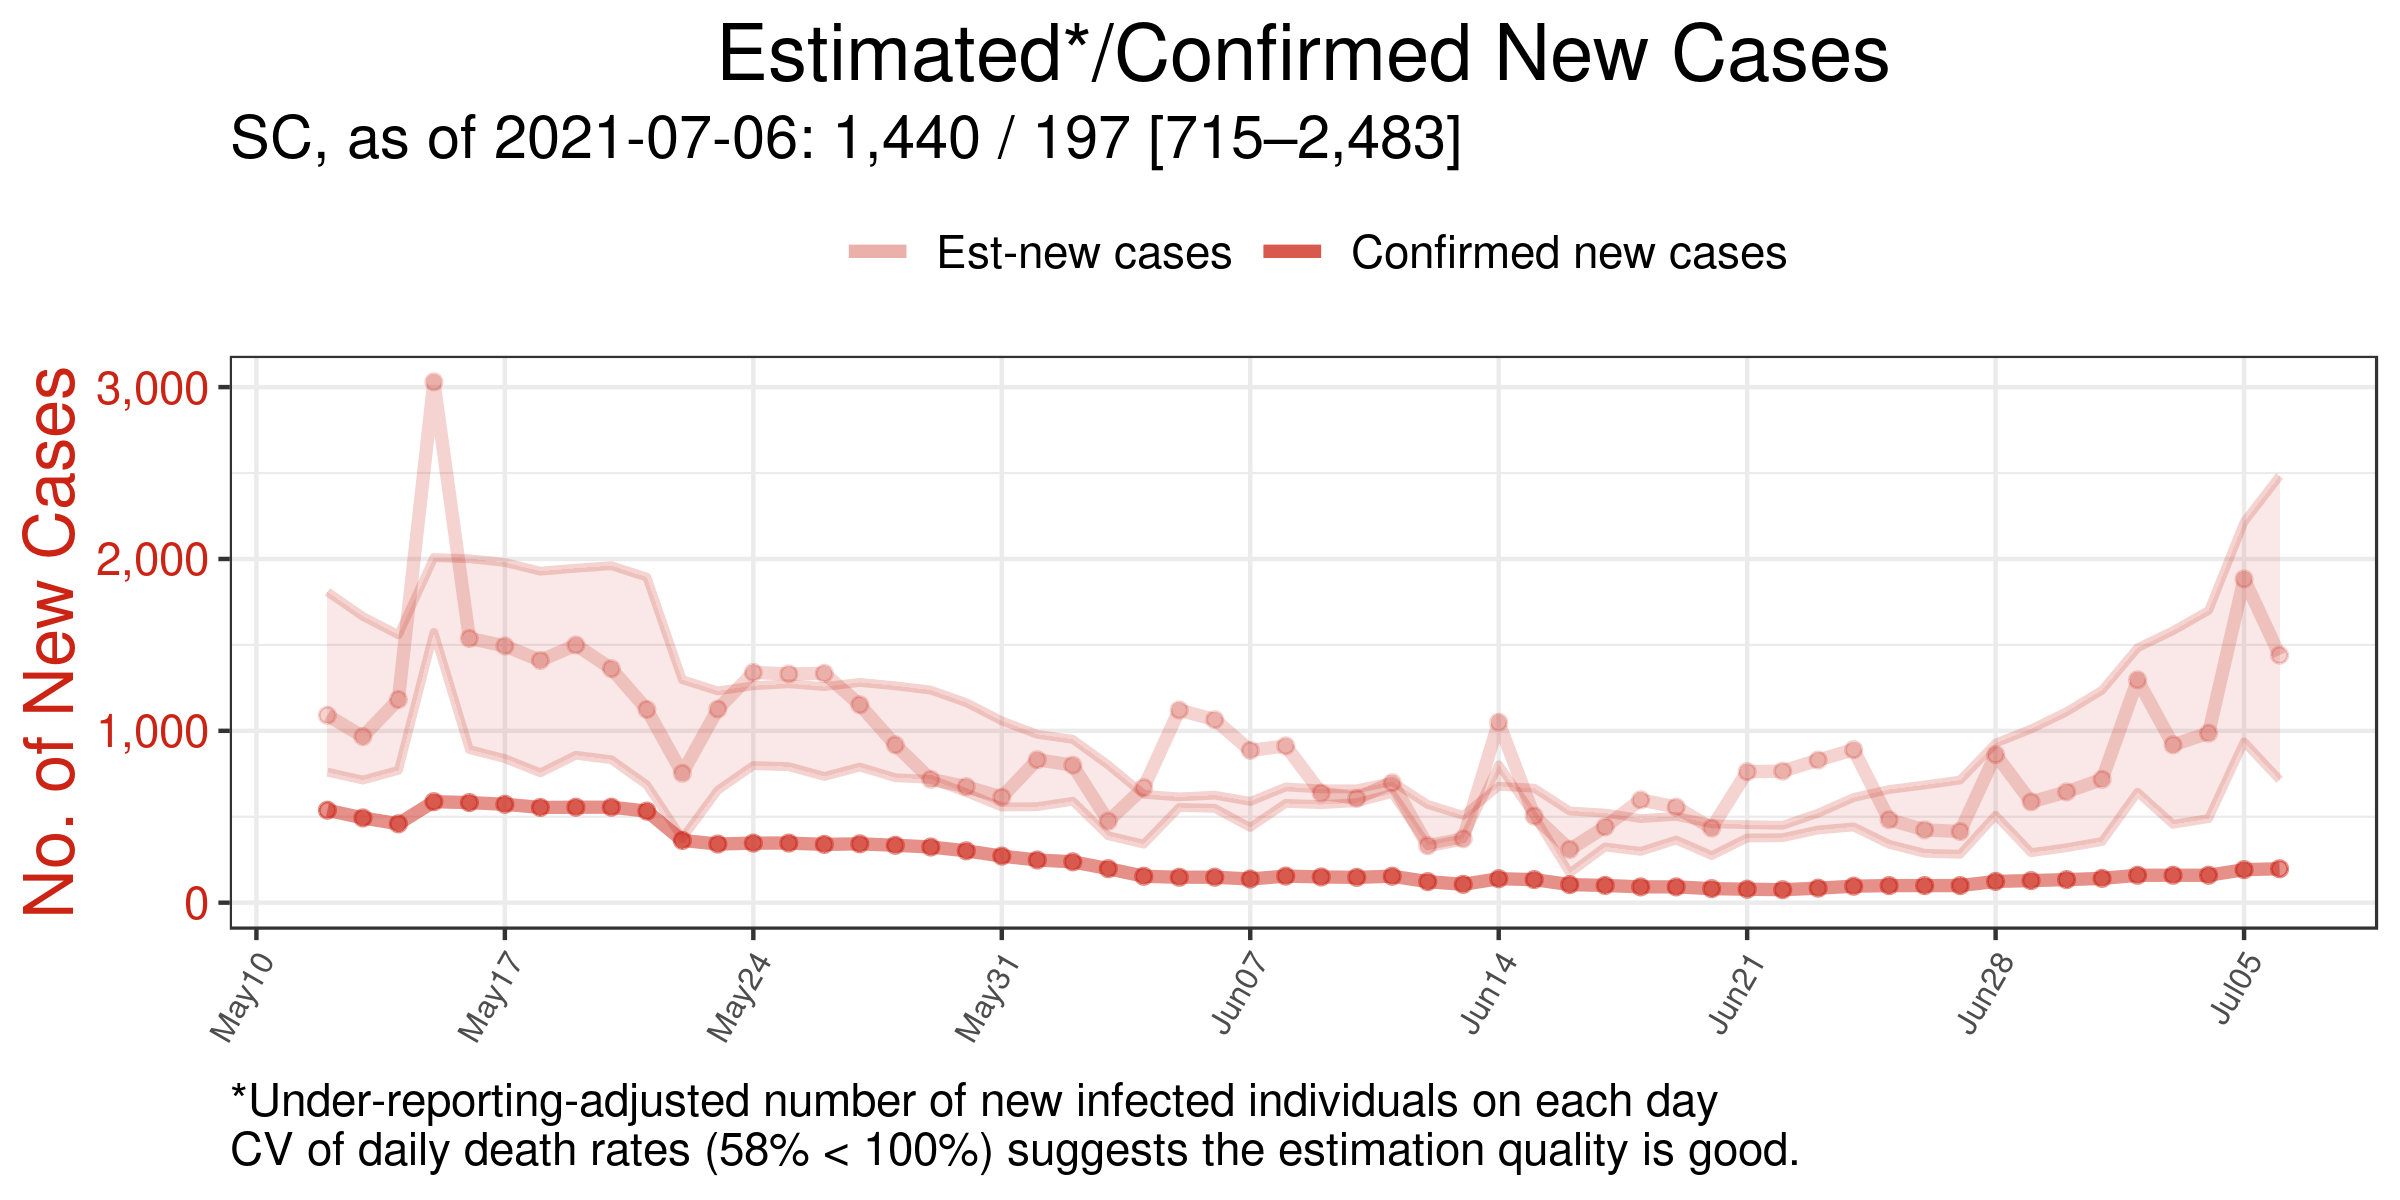 Estimated*/Confirmed New Cases
SC, as of 2021-07-06: 1,440 / 197 [715–2,483]
Est-new cases Confirmed new cases
No. of New Cases
3,000
2,000
1,000
0
May10 May17 May24 May31 Jun07 Jun14 Jun21 Jun28 Jul05
*Under-reporting-adjusted number of new infected individuals on each day
CV of daily death rates (58% < 100%) suggests the estimation quality is good.